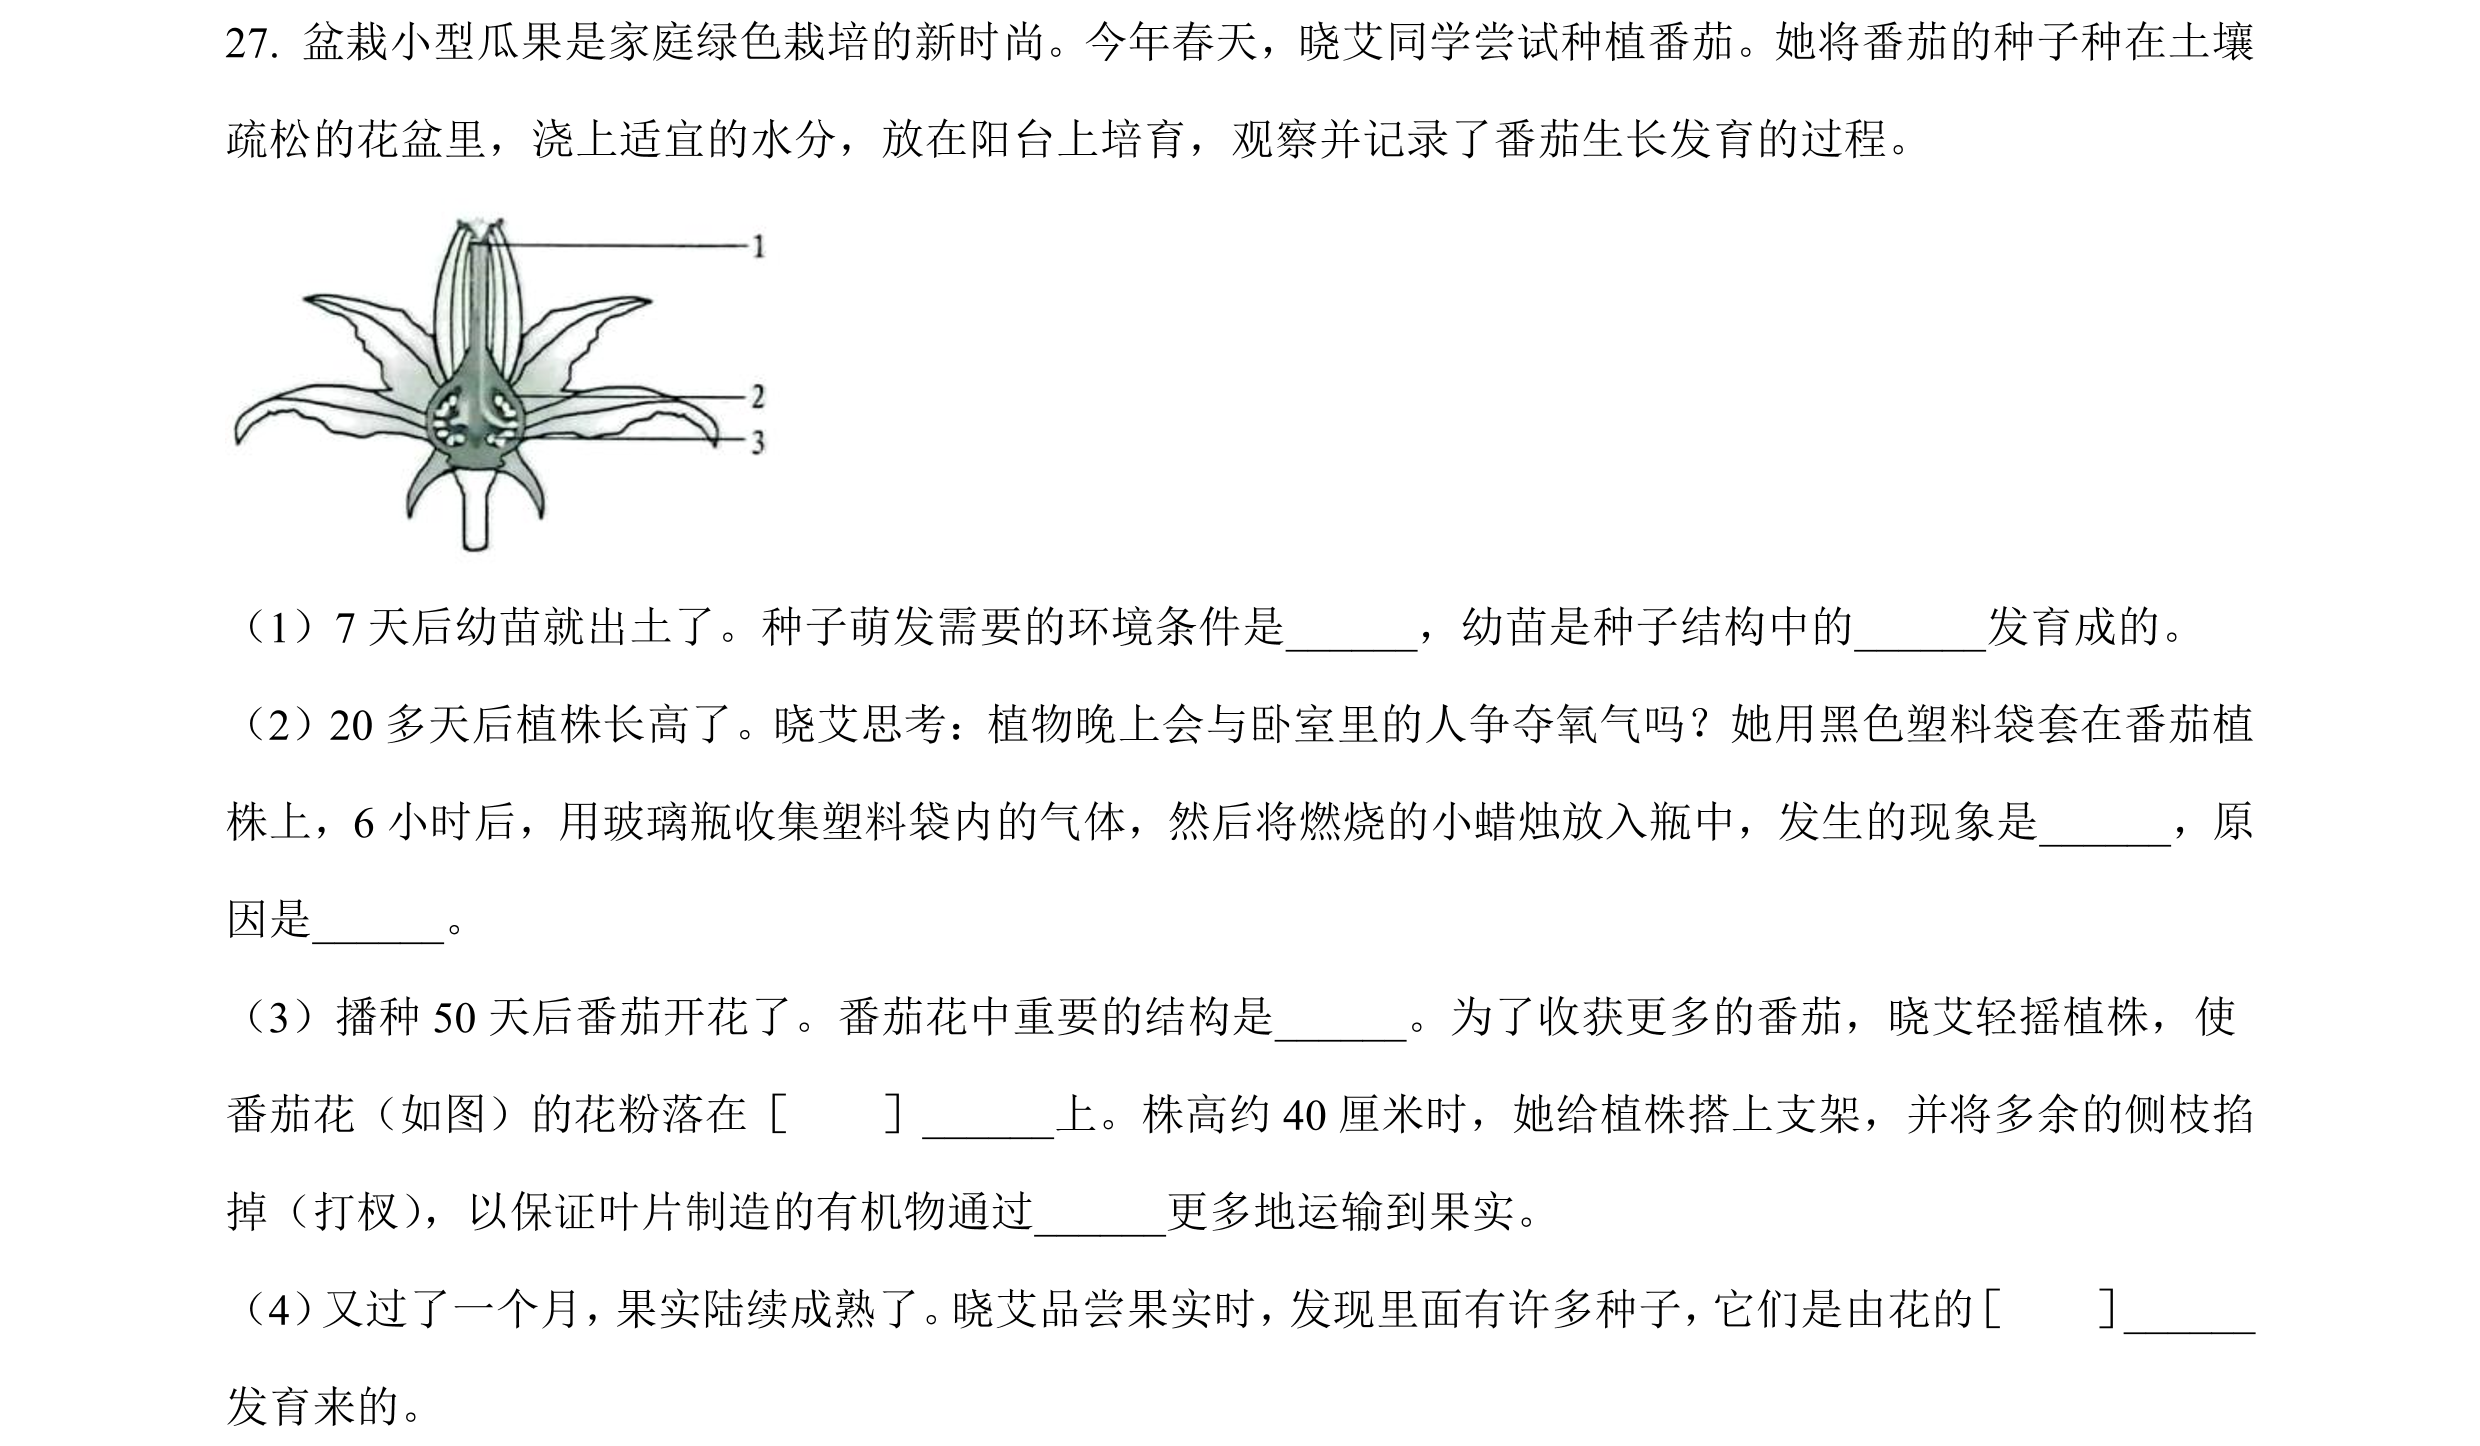 27. 盆栽小型瓜果是家庭绿色栽培的新时尚。今年春天，晓艾同学尝试种植番茄。她将番茄的种子种在土壤
疏松的花盆里，浇上适宜的水分，放在阳台上培育，观察并记录了番茄生长发育的过程。
1
2
3
（1）7 天后幼苗就出土了。种子萌发需要的环境条件是______，幼苗是种子结构中的______发育成的。
（2）20 多天后植株长高了。晓艾思考：植物晚上会与卧室里的人争夺氧气吗？她用黑色塑料袋套在番茄植
株上，6 小时后，用玻璃瓶收集塑料袋内的气体，然后将燃烧的小蜡烛放入瓶中，发生的现象是______，原
因是______。
（3）播种 50 天后番茄开花了。番茄花中重要的结构是______。为了收获更多的番茄，晓艾轻摇植株，使
番茄花（如图）的花粉落在［　　］______上。株高约 40 厘米时，她给植株搭上支架，并将多余的侧枝掐
掉（打杈），以保证叶片制造的有机物通过______更多地运输到果实。
（4）又过了一个月，果实陆续成熟了。晓艾品尝果实时，发现里面有许多种子，它们是由花的［　　］______
发育来的。